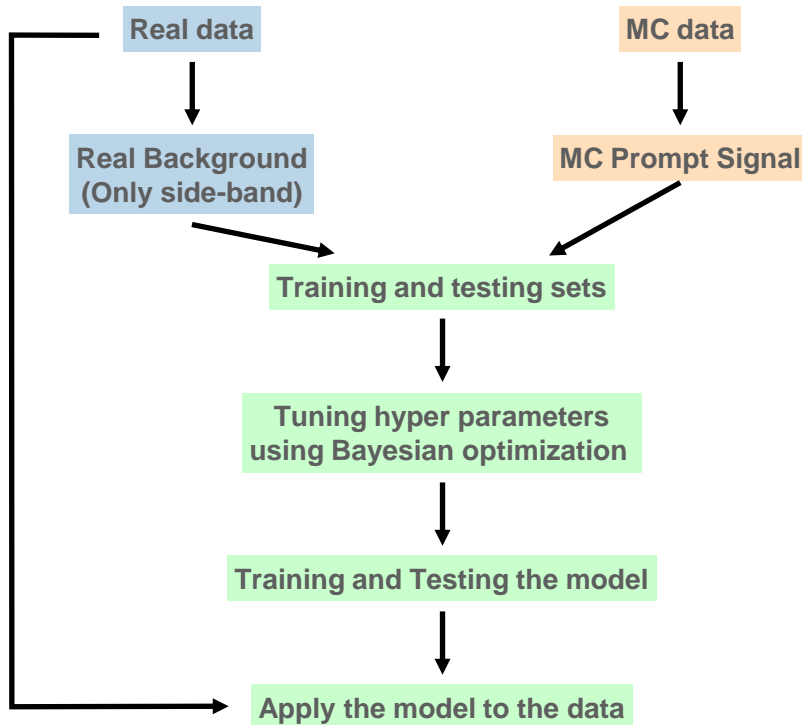 Real data
MC data
Real Background
(Only side-band)
MC Prompt Signal
Training and testing sets
Tuning hyper parameters
using Bayesian optimization
Training and Testing the model
Apply the model to the data